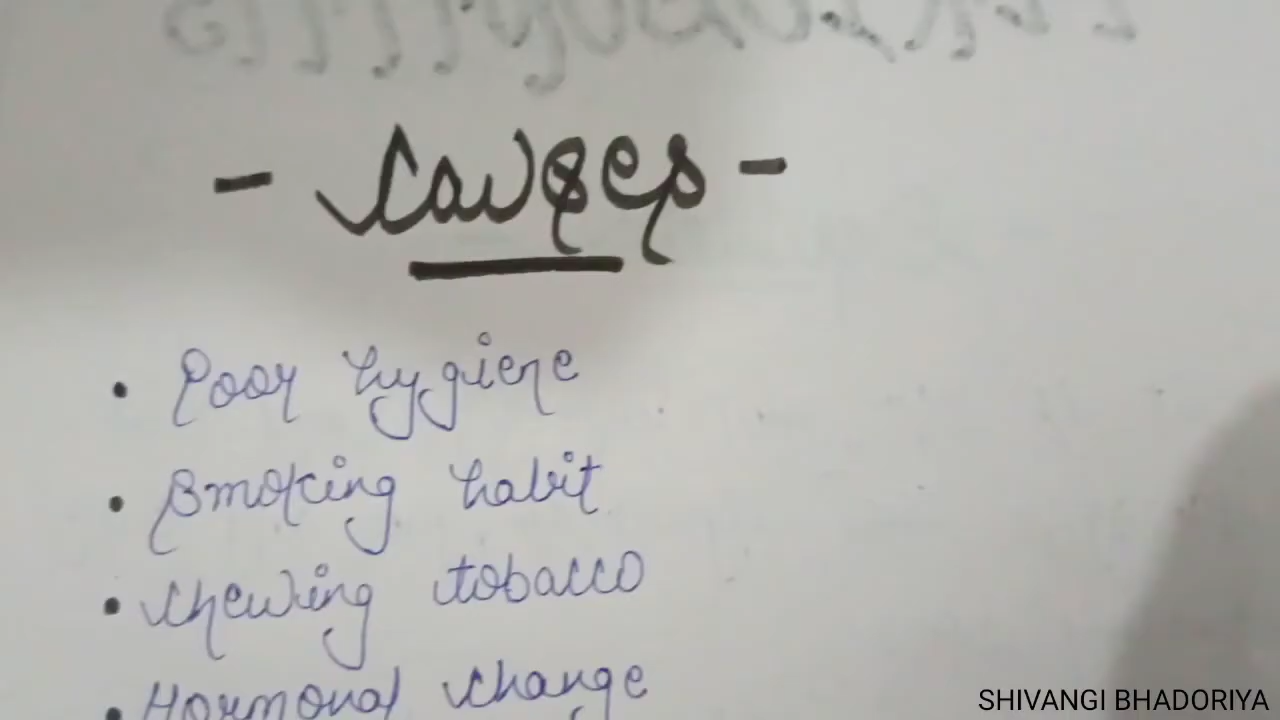 - Causes -
• Poor hygiene
• Smoking habit
• Chewing tobacco
• Hormonal change
SHIVANGI BHADORIYA